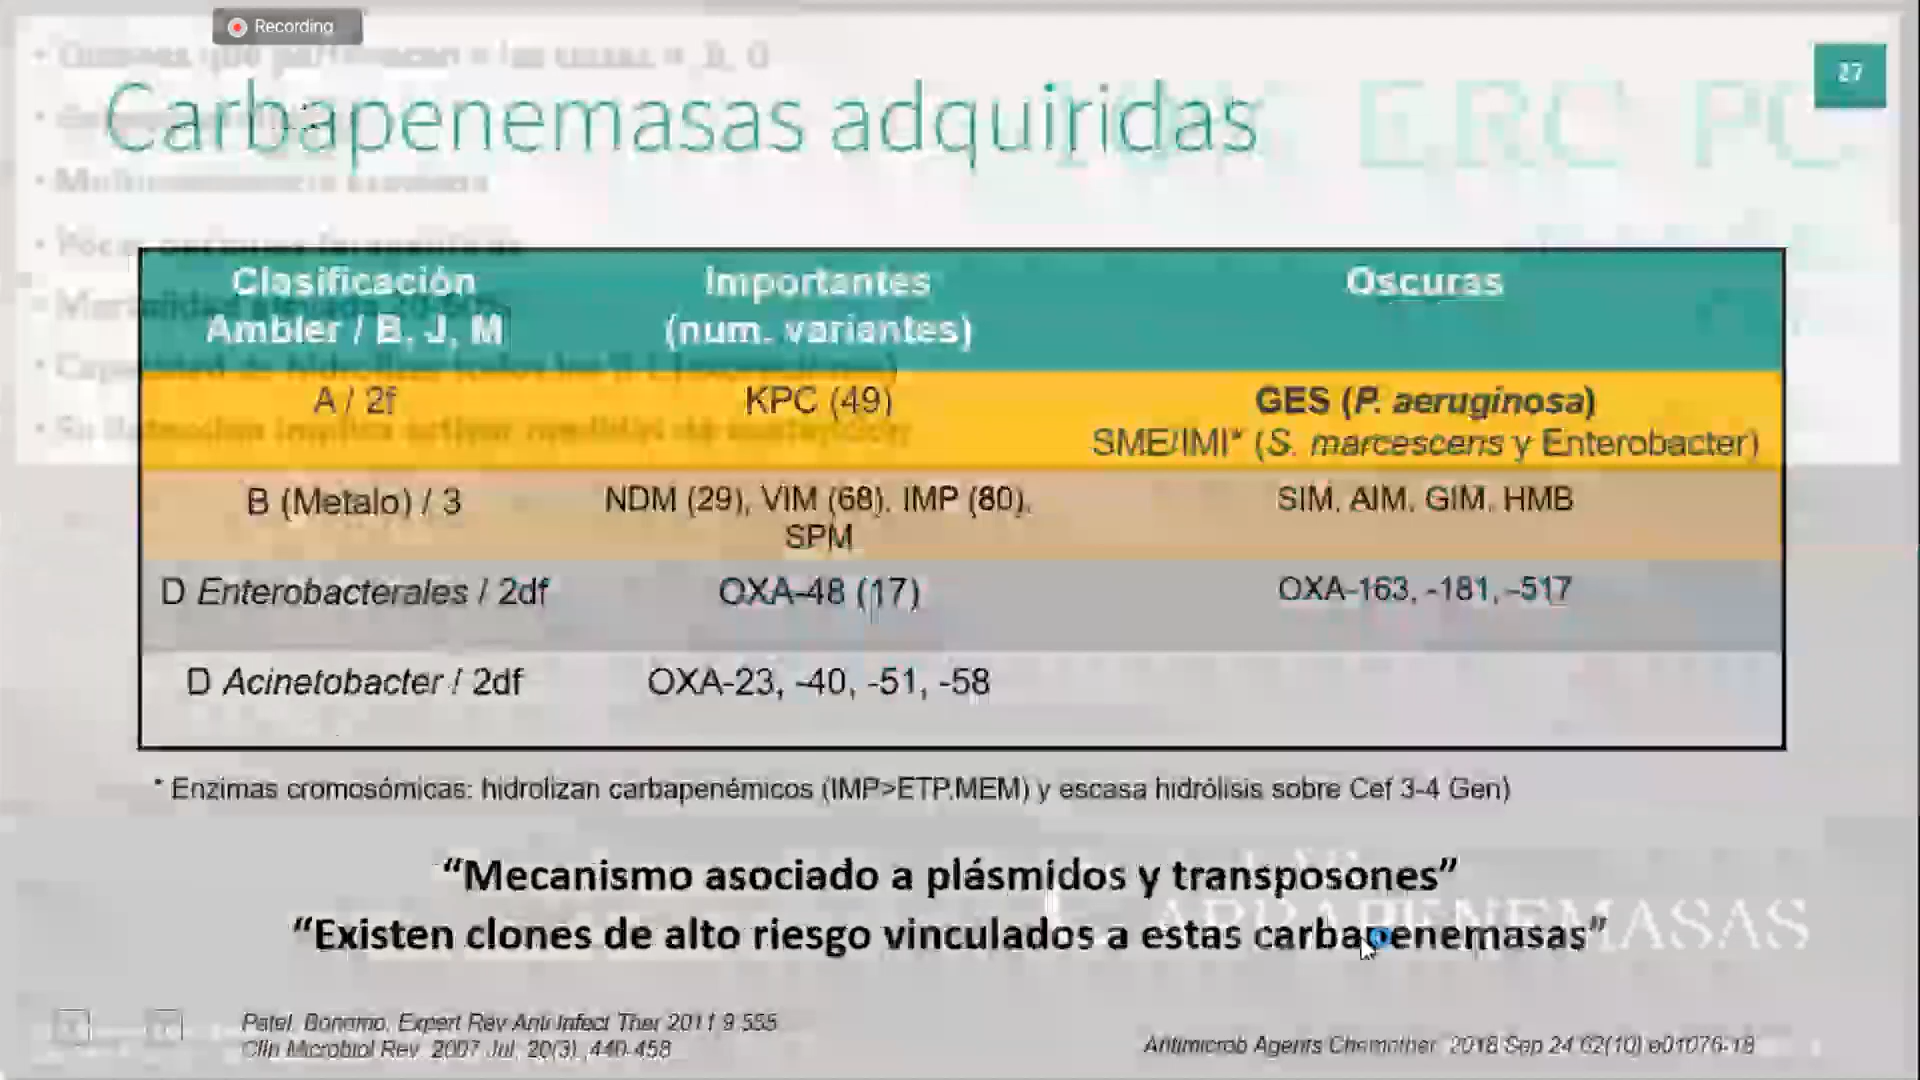 Recording
27
Carbapenemasas adquiridas
ERC PC
Clasificación
Ambler / B, J, M
Importantes
(num. variantes)
Oscuras
A / 2f
KPC (49)
GES (P. aeruginosa)
SME/IMI* (S. marcescens y Enterobacter)
B (Metalo) / 3
NDM (29), VIM (68), IMP (80),
SPM
SIM, AIM, GIM, HMB
D Enterobacterales / 2df
OXA-48 (17)
OXA-163, -181, -517
D Acinetobacter / 2df
OXA-23, -40, -51, -58
* Enzimas cromosómicas: hidrolizan carbapenémicos (IMP>ETP.MEM) y escasa hidrólisis sobre Cef 3-4 Gen)
“Mecanismo asociado a plásmidos y transposones”
“Existen clones de alto riesgo vinculados a estas carbapenemasas”
Patel, Bonomo, Expert Rev Anti Infect Ther 2011 9:555
Clin Microbiol Rev. 2007 Jul; 20(3), 440-458
Antimicrob Agents Chemother. 2018 Sep 24 62(10) e01076-18